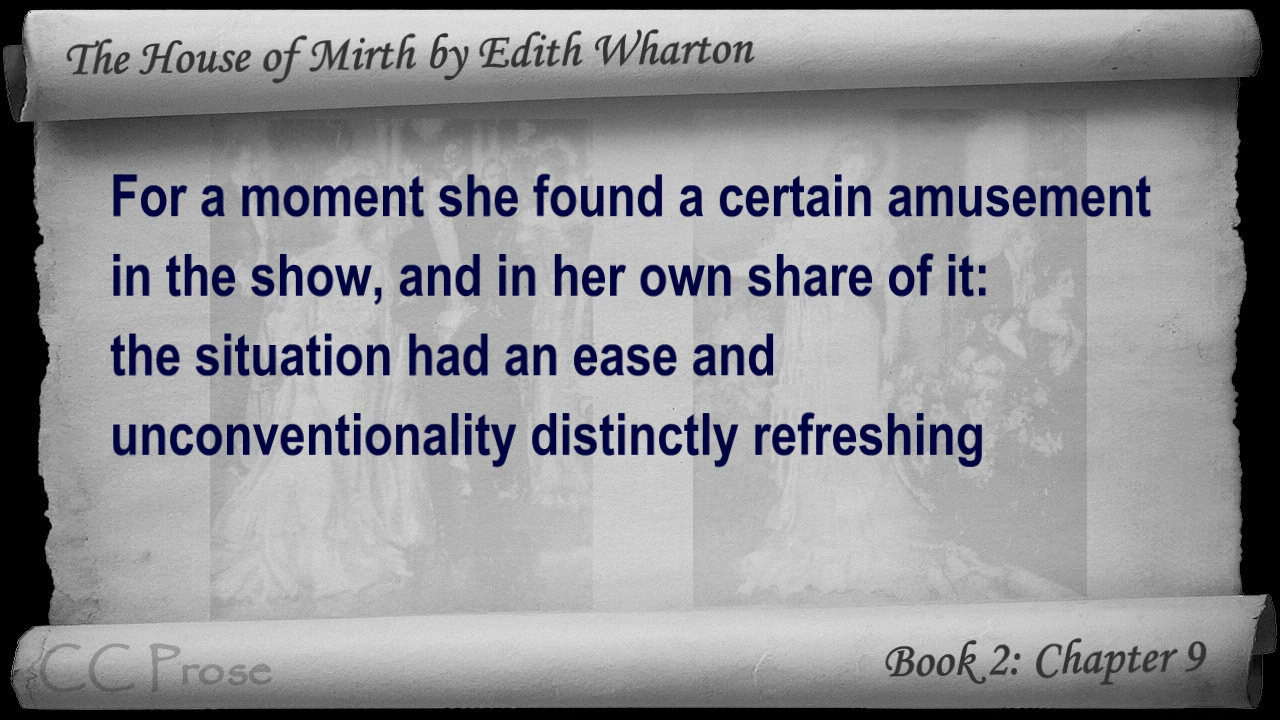 The House of Mirth by Edith Wharton
For a moment she found a certain amusement
in the show, and in her own share of it:
the situation had an ease and
unconventionality distinctly refreshing
CC Prose
Book 2: Chapter 9